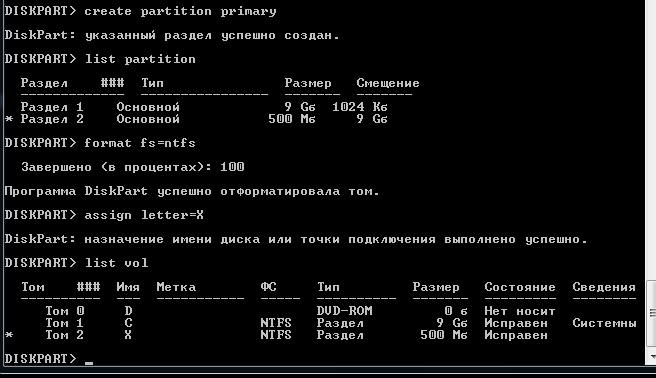 DISKPART> create partition primary
DiskPart: указанный раздел успешно создан.
DISKPART> list partition
Раздел ### Тип Размер Смещение
------------- ---------------- ------- -------
Раздел 1 Основной 9 Gб 1024 Kб
* Раздел 2 Основной 500 Mб 9 Gб
DISKPART> format fs=ntfs
Завершено (в процентах): 100
Программа DiskPart успешно отформатировала том.
DISKPART> assign letter=X
DiskPart: назначение имени диска или точки подключения выполнено успешно.
DISKPART> list vol
Том ### Имя Метка ФС Тип Размер Состояние Сведения
---------- --- ----------- ----- ---------- ------- --------- --------
Том 0 D DVD-ROM 0 б Нет носит
Том 1 C NTFS Раздел 9 Gб Исправен Системны
* Том 2 X NTFS Раздел 500 Mб Исправен
DISKPART> _